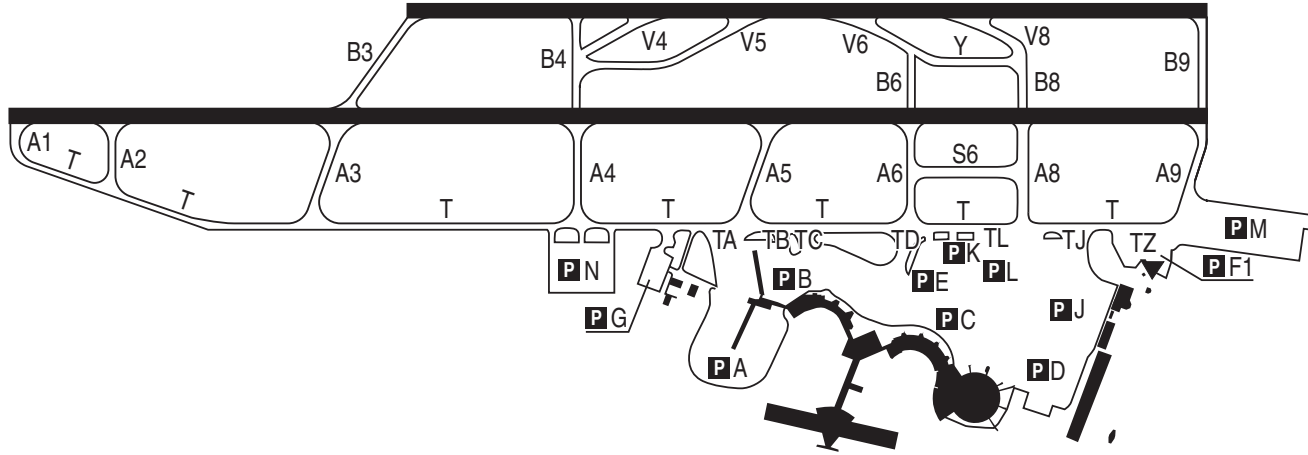 B3
B4
V4
V5
V6
Y
V8
B6
B8
B9
A1
T
A2
T
A3
T
A4
T
A5
T
A6
S6
T
A8
T
A9
TA
TB
TC
TD
TL
TJ
TZ
P M
P N
P B
P K
P L
P E
P F1
P G
P C
P J
P A
P D